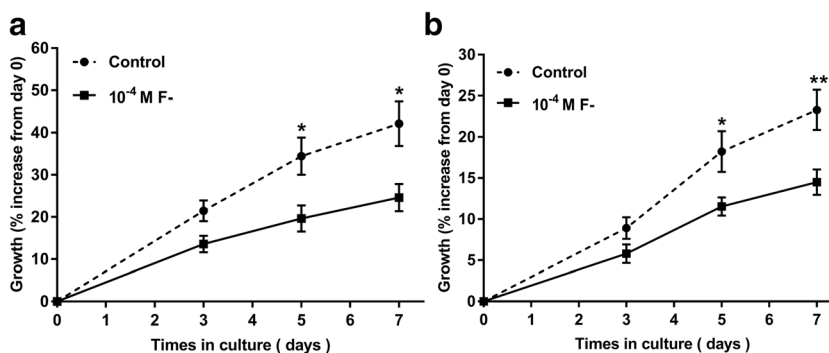 a
Growth (% increase from day 0)
60
50
40
30
20
10
0
Control
10⁻⁴ M F-
*
*
0 1 2 3 4 5 6 7
Times in culture ( days )
b
Growth (% increase from day 0)
30
25
20
15
10
5
0
Control
10⁻⁴ M F-
*
**
0 1 2 3 4 5 6 7
Times in culture ( days )